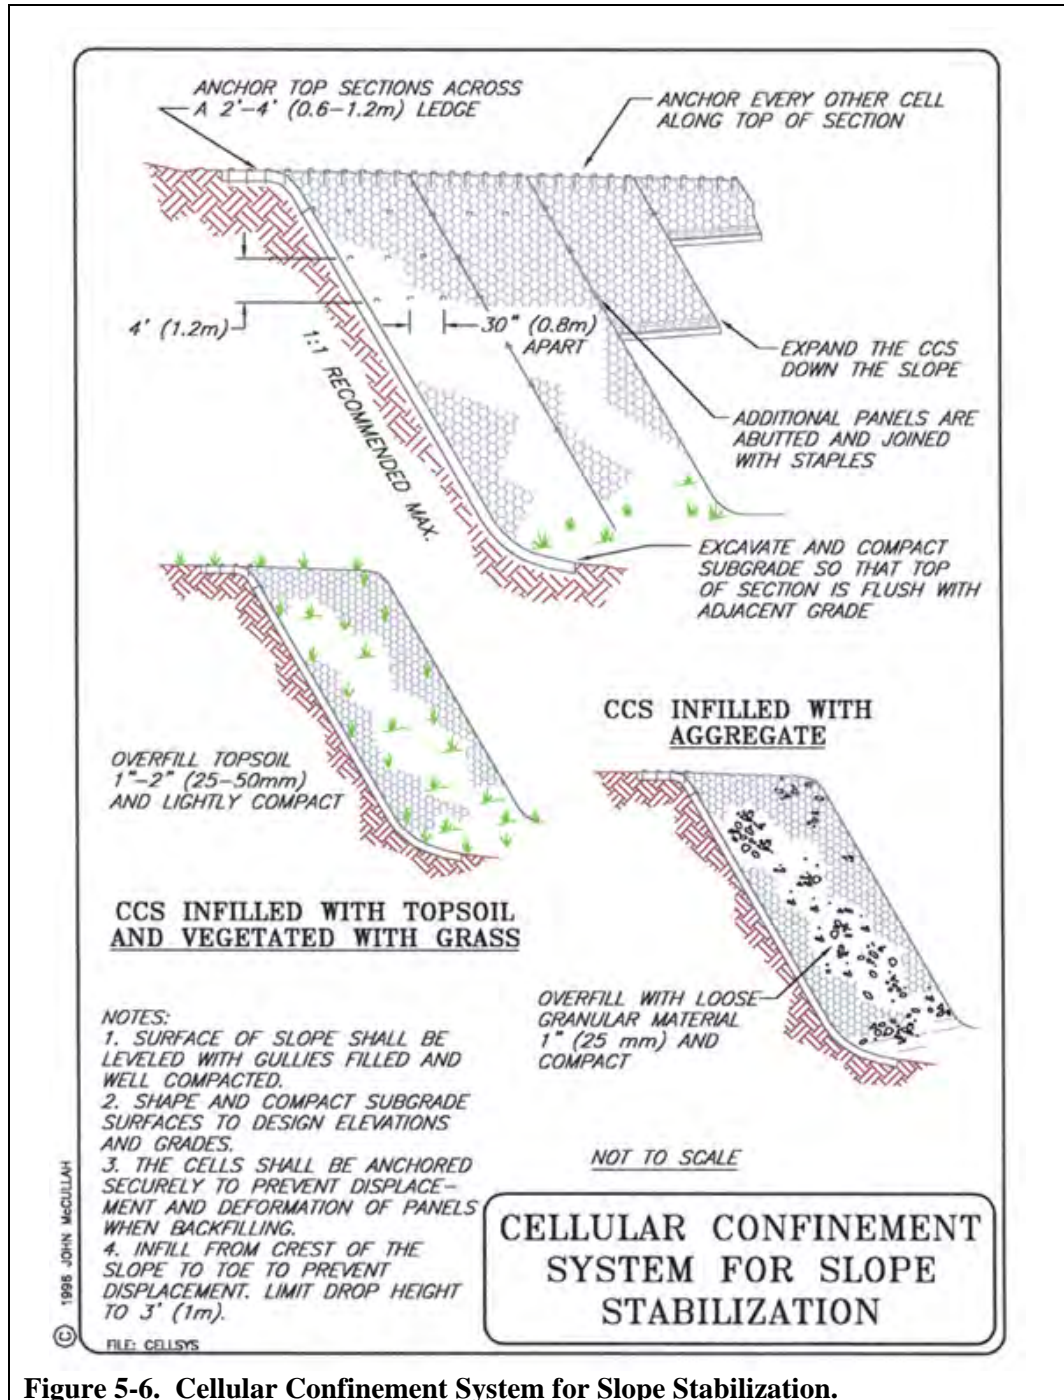 ANCHOR TOP SECTIONS ACROSS
A 2'-4' (0.6-1.2m) LEDGE
ANCHOR EVERY OTHER CELL
ALONG TOP OF SECTION
4' (1.2m)
30" (0.8m)
APART
1:1 RECOMMENDED MAX.
EXPAND THE CCS
DOWN THE SLOPE
ADDITIONAL PANELS ARE
ABUTTED AND JOINED
WITH STAPLES
EXCAVATE AND COMPACT
SUBGRADE SO THAT TOP
OF SECTION IS FLUSH WITH
ADJACENT GRADE
OVERFILL TOPSOIL
1"-2" (25-50mm)
AND LIGHTLY COMPACT
CCS INFILLED WITH TOPSOIL
AND VEGETATED WITH GRASS
CCS INFILLED WITH
AGGREGATE
OVERFILL WITH LOOSE
GRANULAR MATERIAL
1" (25 mm) AND
COMPACT
NOTES:
1. SURFACE OF SLOPE SHALL BE
LEVELED WITH GULLIES FILLED AND
WELL COMPACTED.
2. SHAPE AND COMPACT SUBGRADE
SURFACES TO DESIGN ELEVATIONS
AND GRADES.
3. THE CELLS SHALL BE ANCHORED
SECURELY TO PREVENT DISPLACE-
MENT AND DEFORMATION OF PANELS
WHEN BACKFILLING.
4. INFILL FROM CREST OF THE
SLOPE TO TOE TO PREVENT
DISPLACEMENT. LIMIT DROP HEIGHT
TO 3' (1m).
NOT TO SCALE
CELLULAR CONFINEMENT
SYSTEM FOR SLOPE
STABILIZATION
© 1996 JOHN McCULLAH
FILE: CELLSYS
Figure 5-6. Cellular Confinement System for Slope Stabilization.